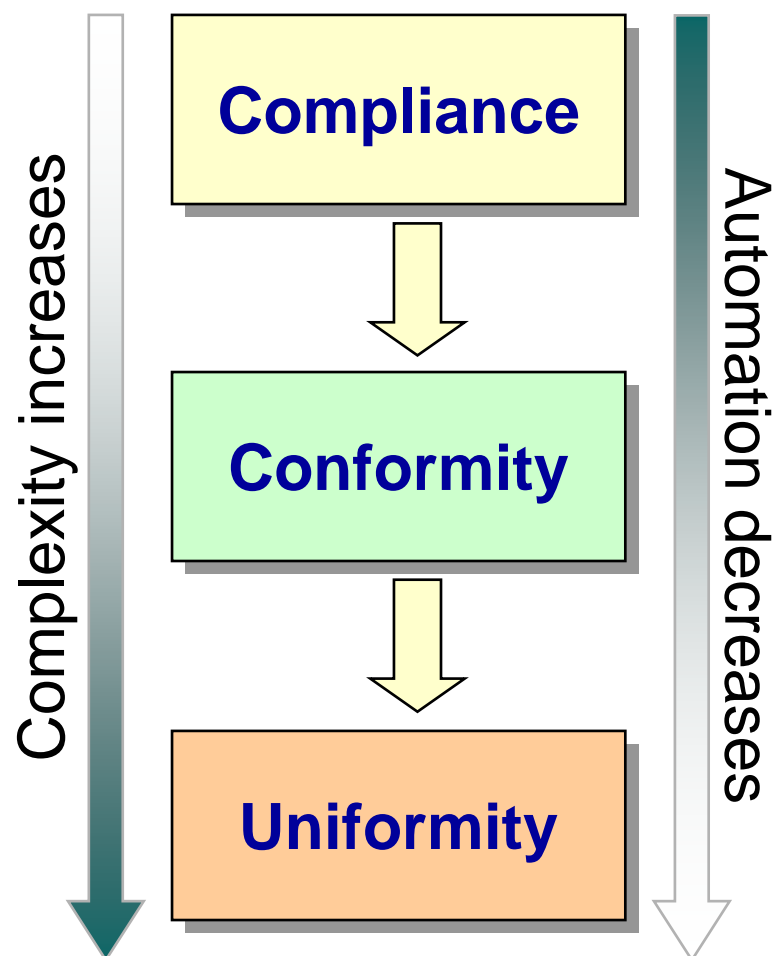 Compliance
Complexity increases
Automation decreases
Conformity
Uniformity